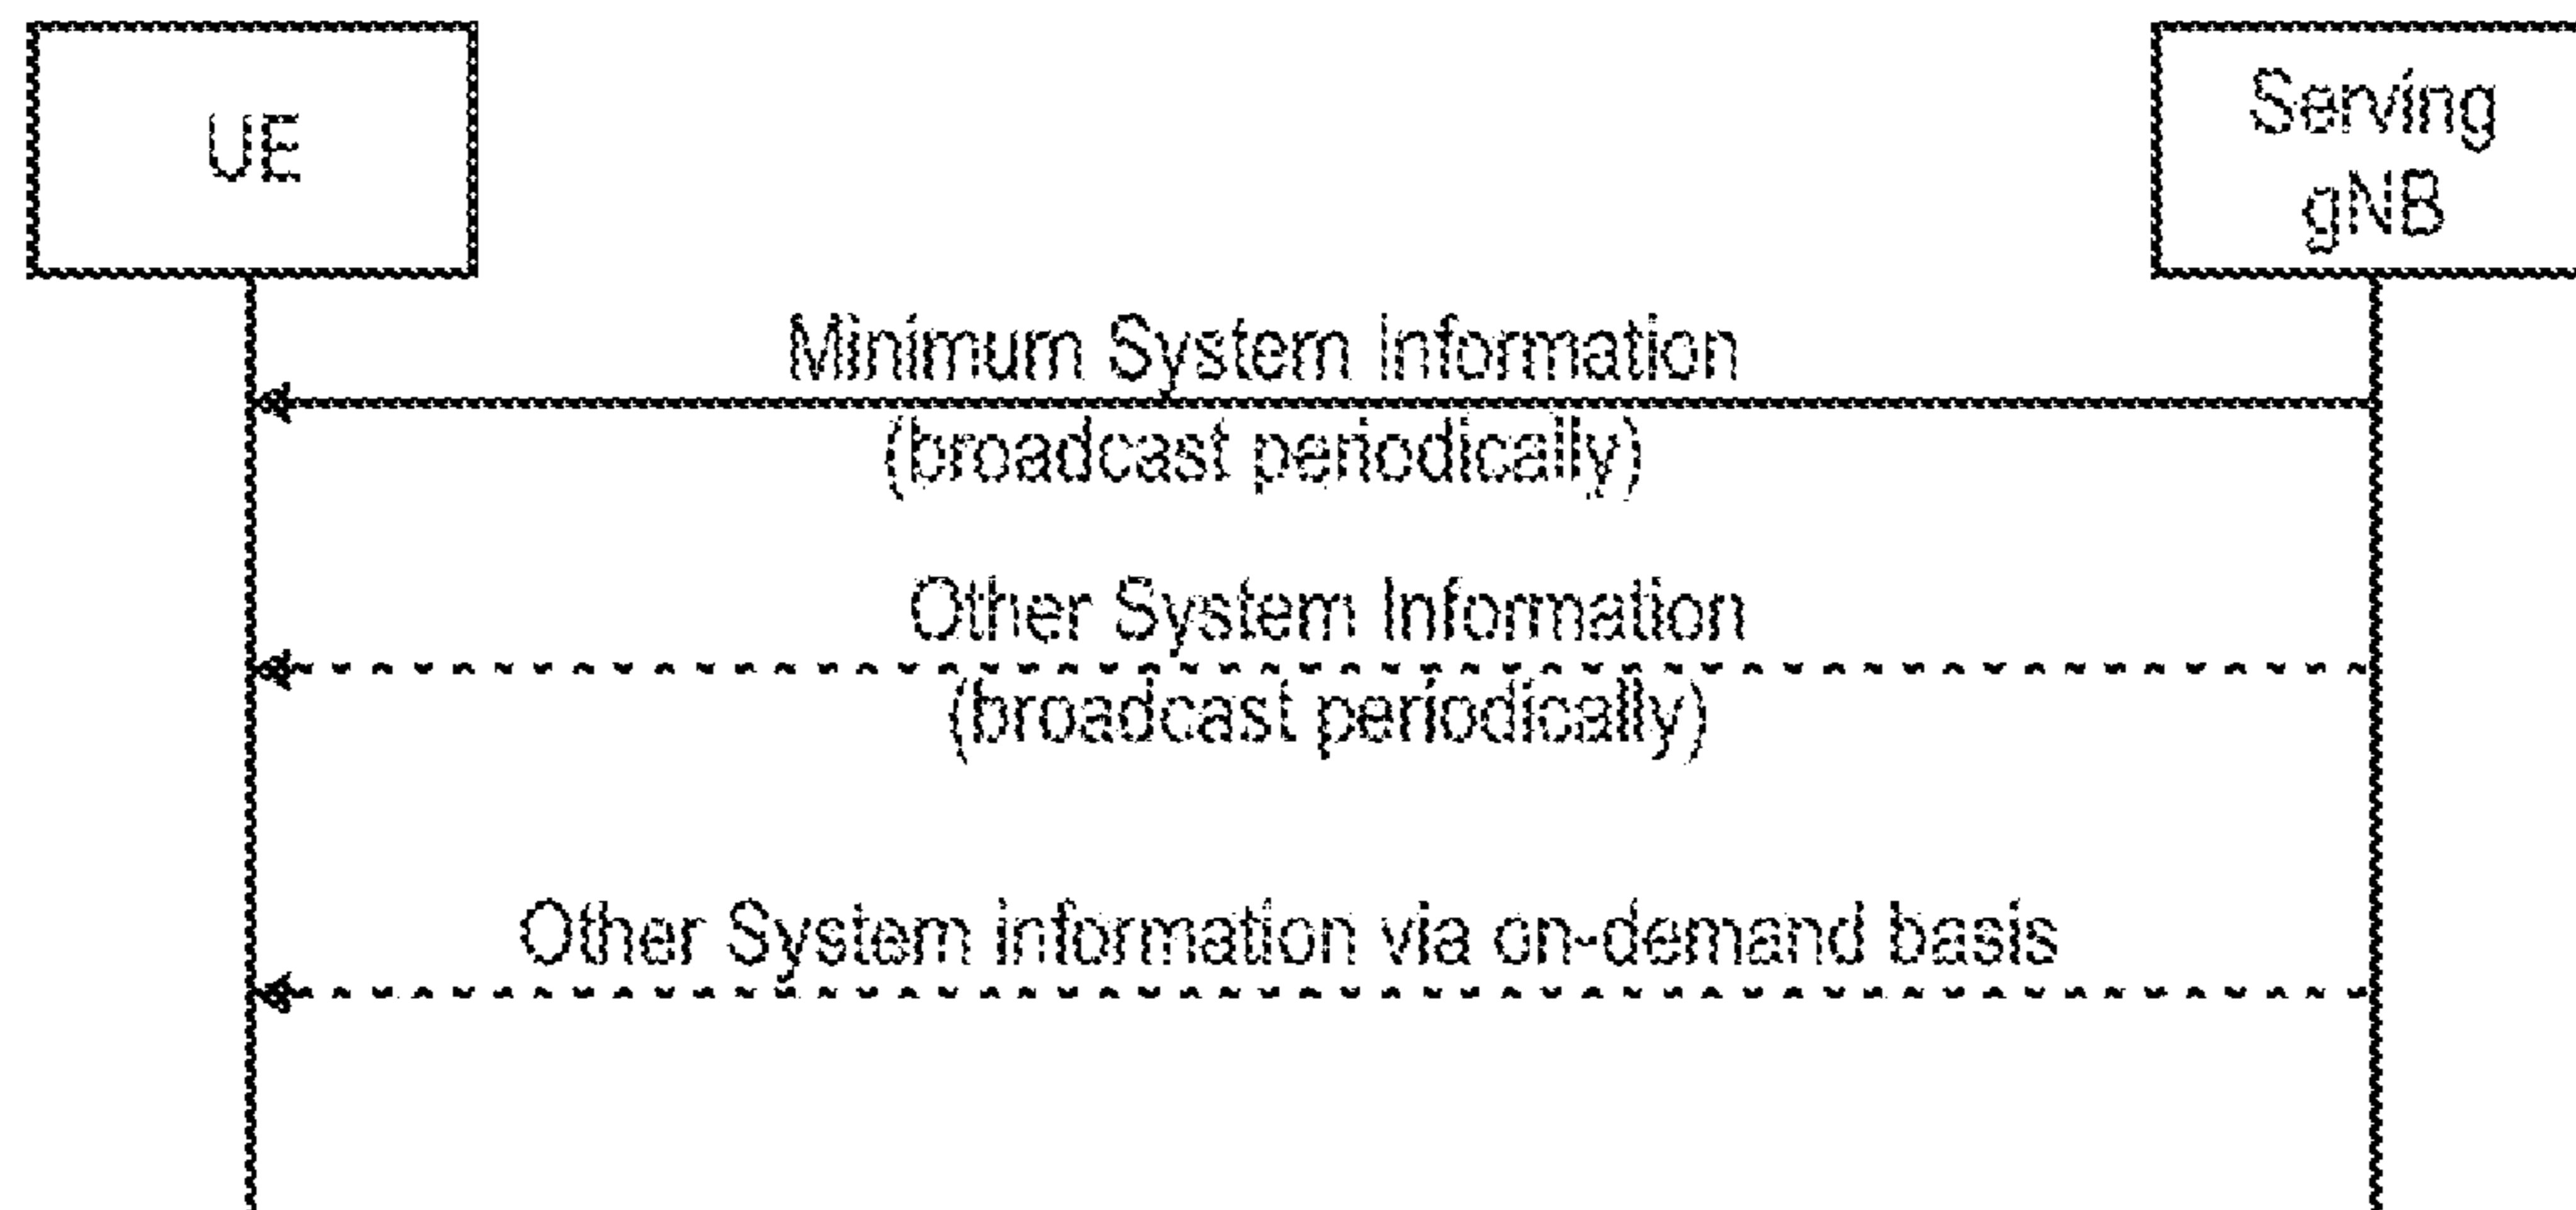 UE
Serving
gNB
Minimum System Information
(broadcast periodically)
Other System Information
(broadcast periodically)
Other System information via on-demand basis